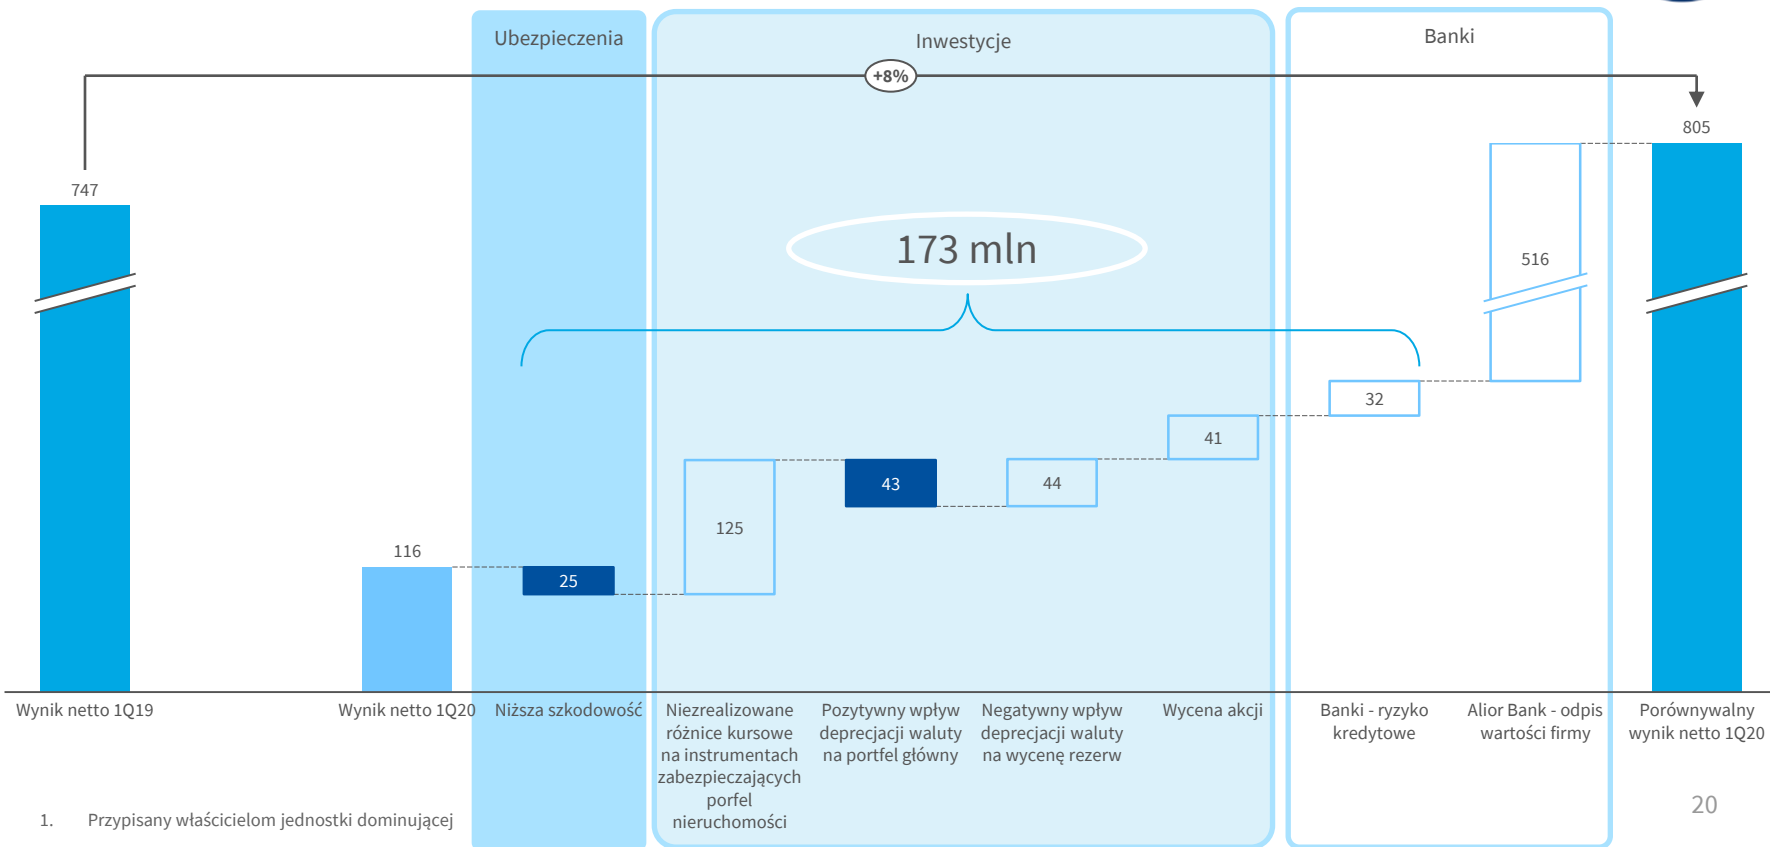 Ubezpieczenia
Inwestycje
Banki
+8%
805
747
173 mln
516
32
41
43
44
125
116
25
Wynik netto 1Q19
Wynik netto 1Q20
Niższa szkodowość
Niezrealizowane
różnice kursowe
na instrumentach
zabezpieczających
porfel
nieruchomości
Pozytywny wpływ
deprecjacji waluty
na portfel główny
Negatywny wpływ
deprecjacji waluty
na wycenę rezerw
Wycena akcji
Banki - ryzyko
kredytowe
Alior Bank - odpis
wartości firmy
Porównywalny
wynik netto 1Q20
1. Przypisany właścicielom jednostki dominującej
20